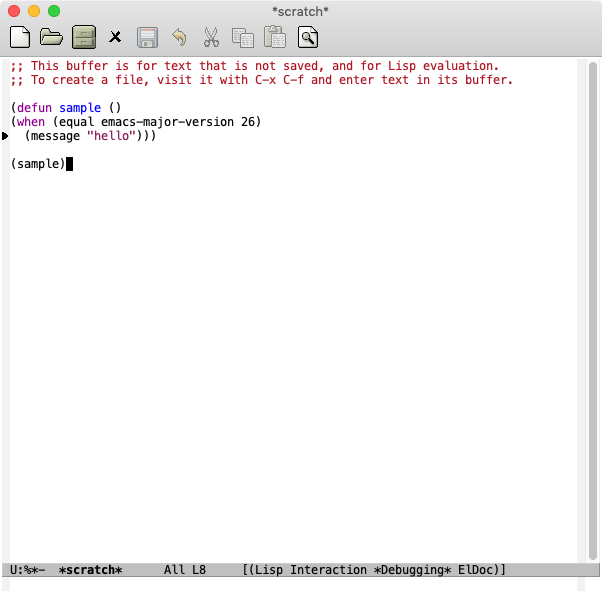 *scratch*
;; This buffer is for text that is not saved, and for Lisp evaluation.
;; To create a file, visit it with C-x C-f and enter text in its buffer.
(defun sample ()
(when (equal emacs-major-version 26)
  (message "hello")))
(sample)
U:%*-  *scratch*      All L8     [(Lisp Interaction *Debugging* ElDoc)]